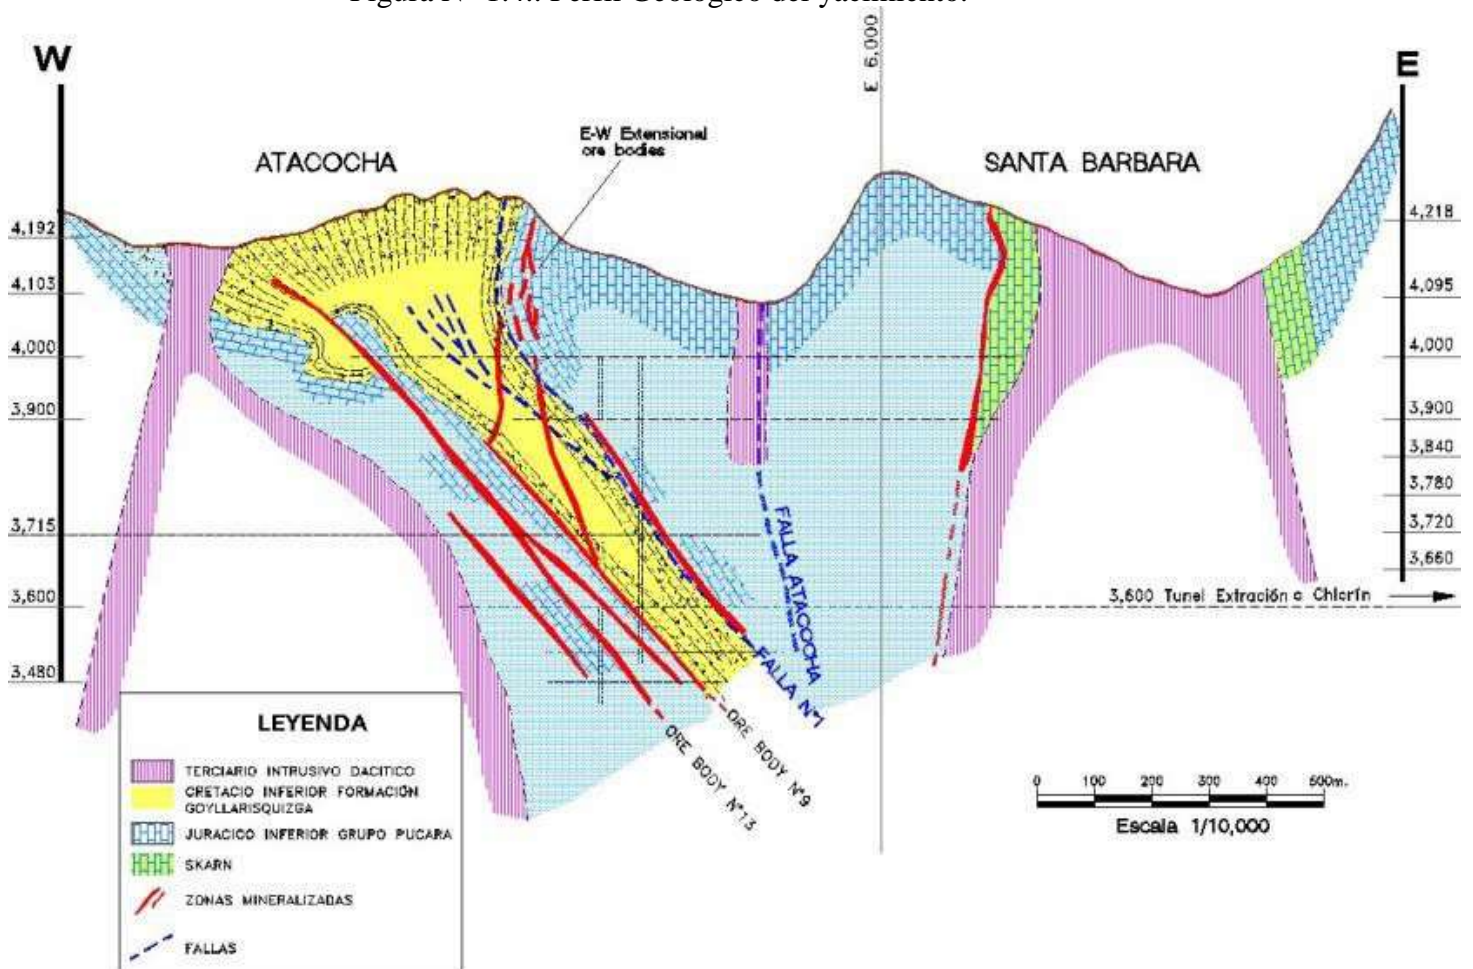 W
E
E 6,000
ATACOCHA
E-W Extensional
ore bodies
SANTA BARBARA
4,192
4,103
4,000
3,900
3,715
3,600
3,480
4,218
4,095
4,000
3,900
3,840
3,780
3,720
3,660
3,600 Tunel Extracción a Chicrín
FALLA ATACOCHA
FALLA N°1
ORE BODY N°9
ORE BODY N°13
LEYENDA
TERCIARIO INTRUSIVO DACITICO
CRETACIO INFERIOR FORMACIÓN
GOYLLARISQUIZGA
JURACICO INFERIOR GRUPO PUCARA
SKARN
ZONAS MINERALIZADAS
FALLAS
0 100 200 300 400 500m.
Escala 1/10,000